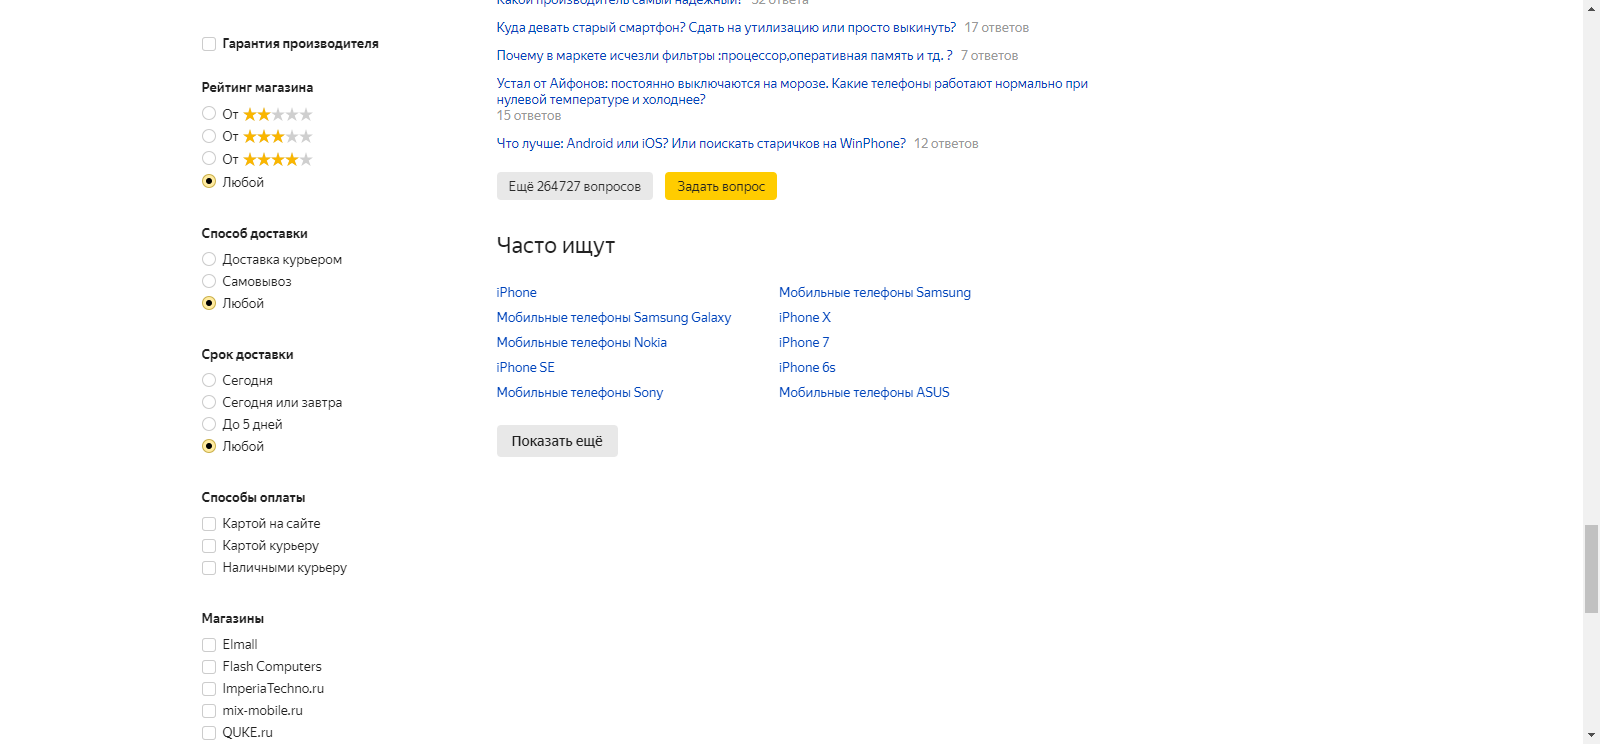 Гарантия производителя
Рейтинг магазина
От
От
От
Любой
Способ доставки
Доставка курьером
Самовывоз
Любой
Срок доставки
Сегодня
Сегодня или завтра
До 5 дней
Любой
Способы оплаты
Картой на сайте
Картой курьеру
Наличными курьеру
Магазины
Elmall
Flash Computers
ImperiaTechno.ru
mix-mobile.ru
QUKE.ru
Какой производитель самый надежный? 32 ответа
Куда девать старый смартфон? Сдать на утилизацию или просто выкинуть? 17 ответов
Почему в маркете исчезли фильтры :процессор,оперативная память и тд. ? 7 ответов
Устал от Айфонов: постоянно выключаются на морозе. Какие телефоны работают нормально при
нулевой температуре и холоднее?
15 ответов
Что лучше: Android или iOS? Или поискать старичков на WinPhone? 12 ответов
Ещё 264727 вопросов
Задать вопрос
Часто ищут
iPhone
Мобильные телефоны Samsung Galaxy
Мобильные телефоны Nokia
iPhone SE
Мобильные телефоны Sony
Мобильные телефоны Samsung
iPhone X
iPhone 7
iPhone 6s
Мобильные телефоны ASUS
Показать ещё